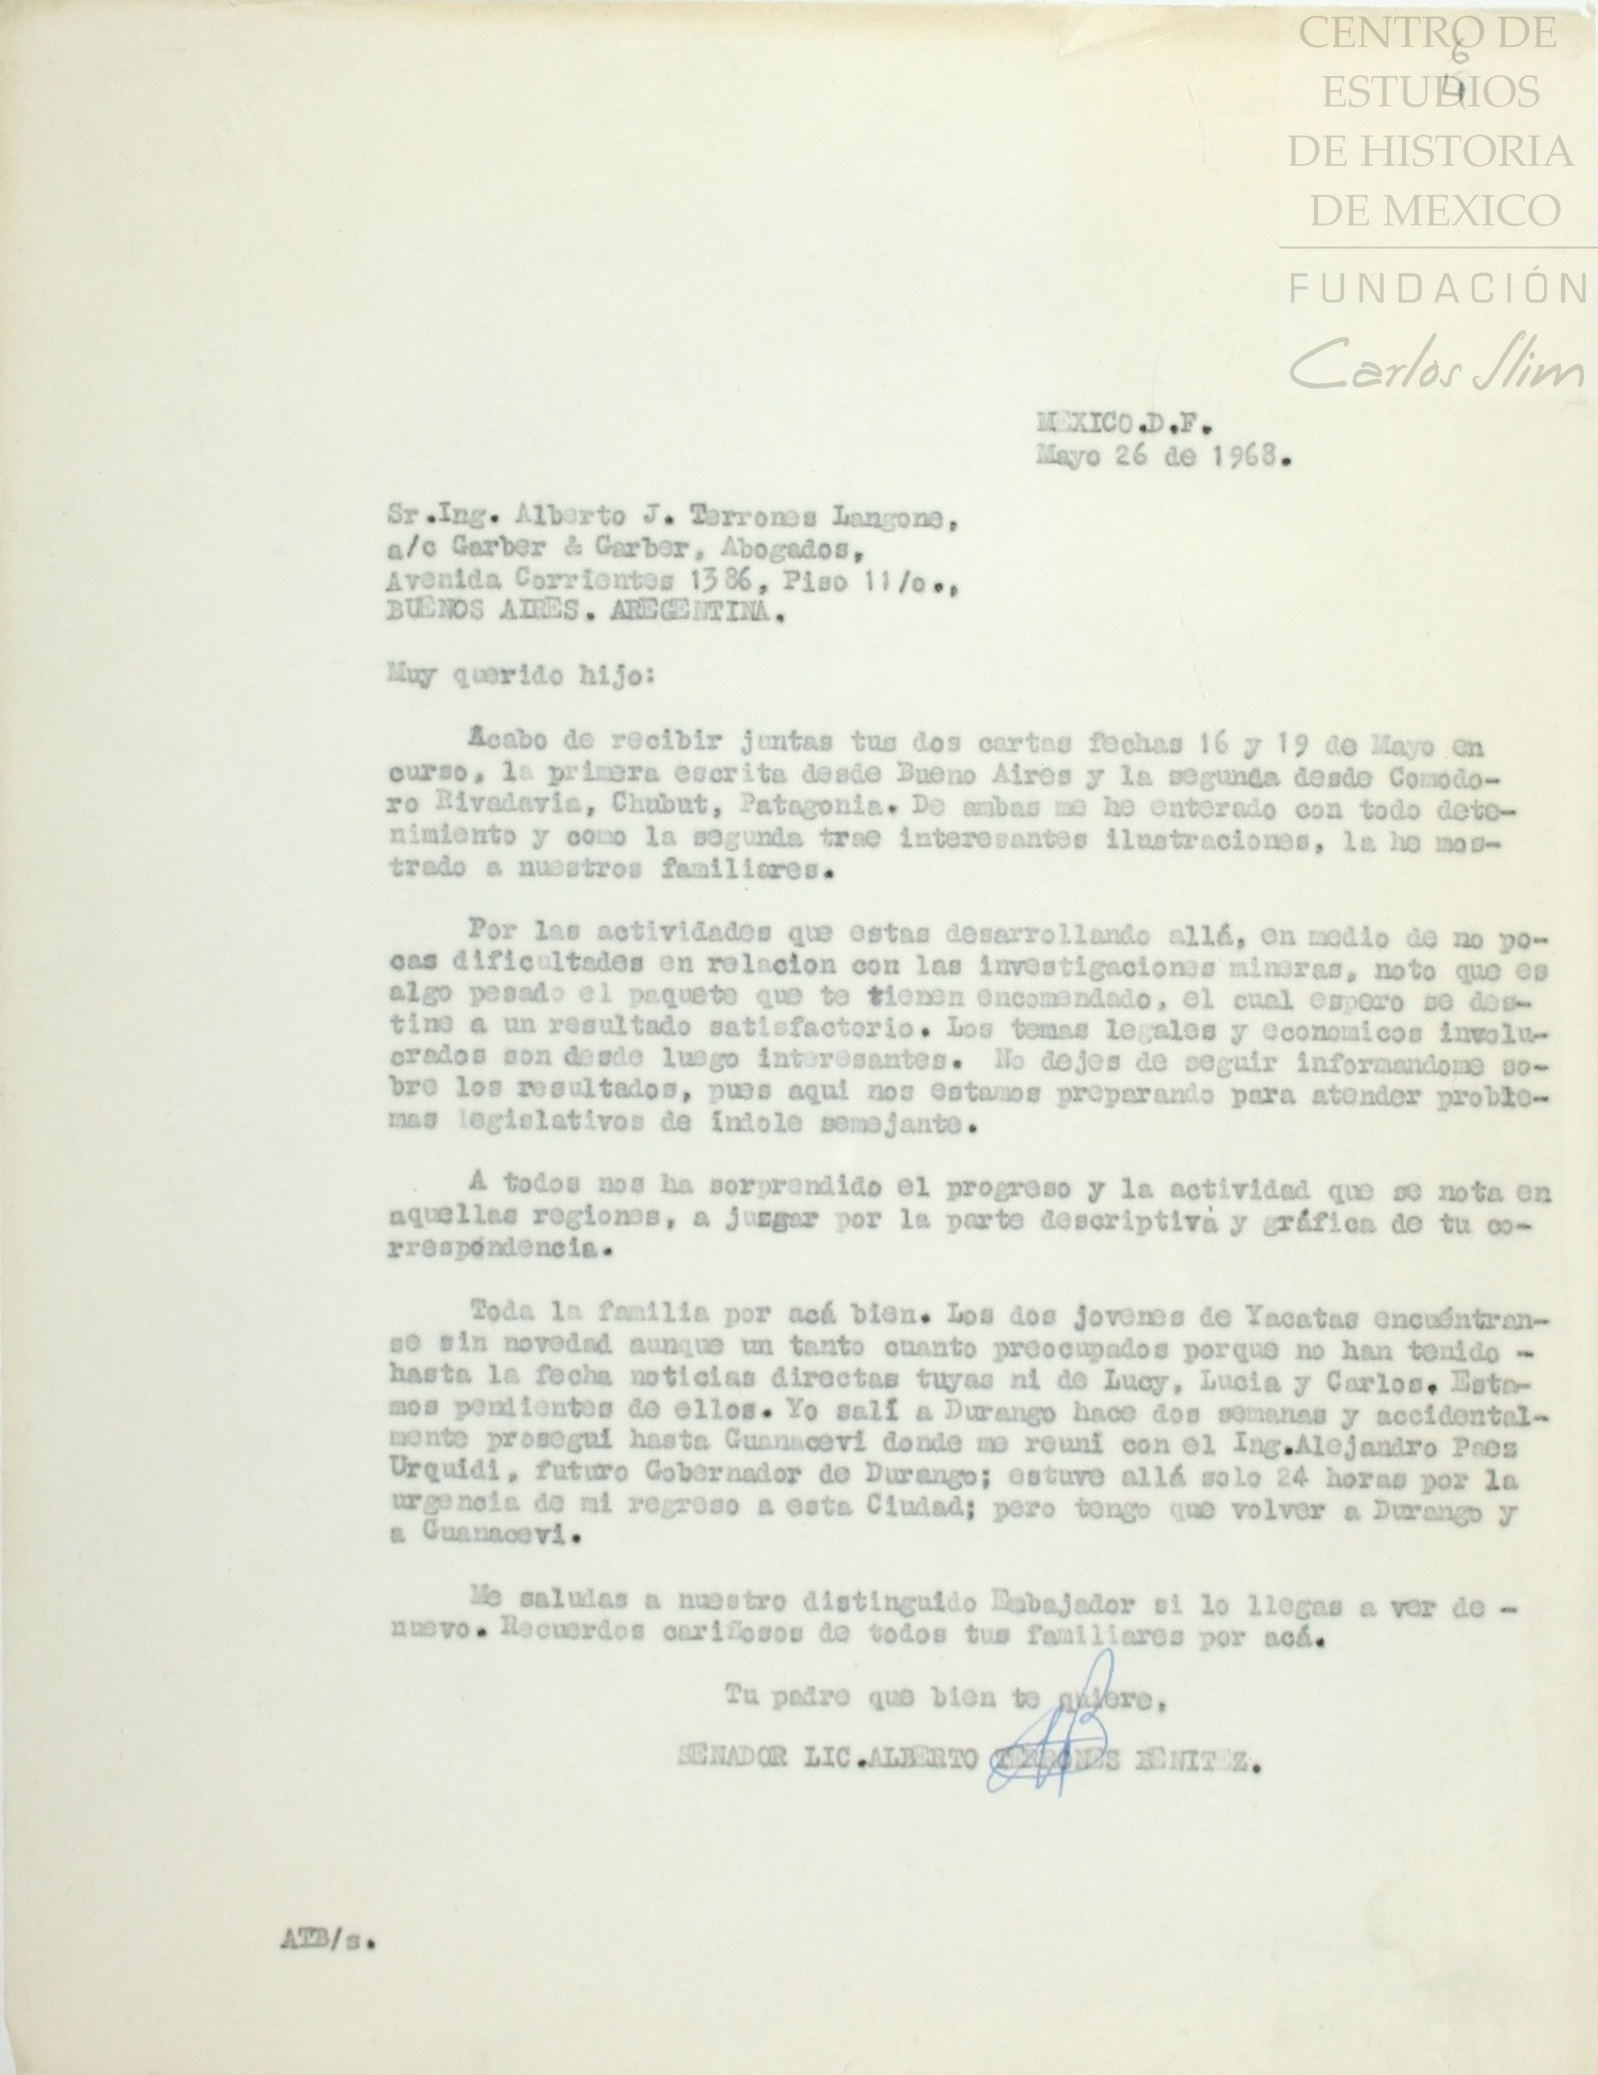 CENTRO DE
ESTUDIOS
DE HISTORIA
DE MEXICO
FUNDACIÓN
Carlos Slim
6
4
MEXICO.D.F.
Mayo 26 de 1968.
Sr.Ing. Alberto J. Terrones Langone,
a/c Garber & Garber, Abogados,
Avenida Corrientes 1386, Piso 11/o.,
BUENOS AIRES. AREGENTINA.
Muy querido hijo:
Acabo de recibir juntas tus dos cartas fechas 16 y 19 de Mayo en
curso, la primera escrita desde Bueno Aires y la segunda desde Comodo-
ro Rivadavia, Chubut, Patagonia. De ambas me he enterado con todo dete-
nimiento y como la segunda trae interesantes ilustraciones, la he mos-
trado a nuestros familiares.
Por las actividades que estas desarrollando allá, en medio de no po-
cas dificultades en relacion con las investigaciones mineras, noto que es
algo pesado el paquete que te tienen encomendado, el cual espero se des-
tine a un resultado satisfactorio. Los temas legales y economicos involu-
crados son desde luego interesantes. No dejes de seguir informandome so-
bre los resultados, pues aqui nos estamos preparando para atender proble-
mas legislativos de índole semejante.
A todos nos ha sorprendido el progreso y la actividad que se nota en
aquellas regiones, a juzgar por la parte descriptiva y gráfica de tu co-
rrespondencia.
Toda la familia por acá bien. Los dos jovenes de Yacatas encuéntran-
se sin novedad aunque un tanto cuanto preocupados porque no han tenido -
hasta la fecha noticias directas tuyas ni de Lucy, Lucia y Carlos. Esta-
mos pendientes de ellos. Yo salí a Durango hace dos semanas y accidental-
mente prosegui hasta Guanacevi donde me reuní con el Ing.Alejandro Paez
Urquidi, futuro Gobernador de Durango; estuve allá solo 24 horas por la
urgencia de mi regreso a esta Ciudad; pero tengo que volver a Durango y
a Guanacevi.
Me saludas a nuestro distinguido Embajador si lo llegas a ver de -
nuevo. Recuerdos cariñosos de todos tus familiares por acá.
Tu padre que bien te quiere,
SENADOR LIC.ALBERTO TERRONES BENITEZ.
ATB/s.